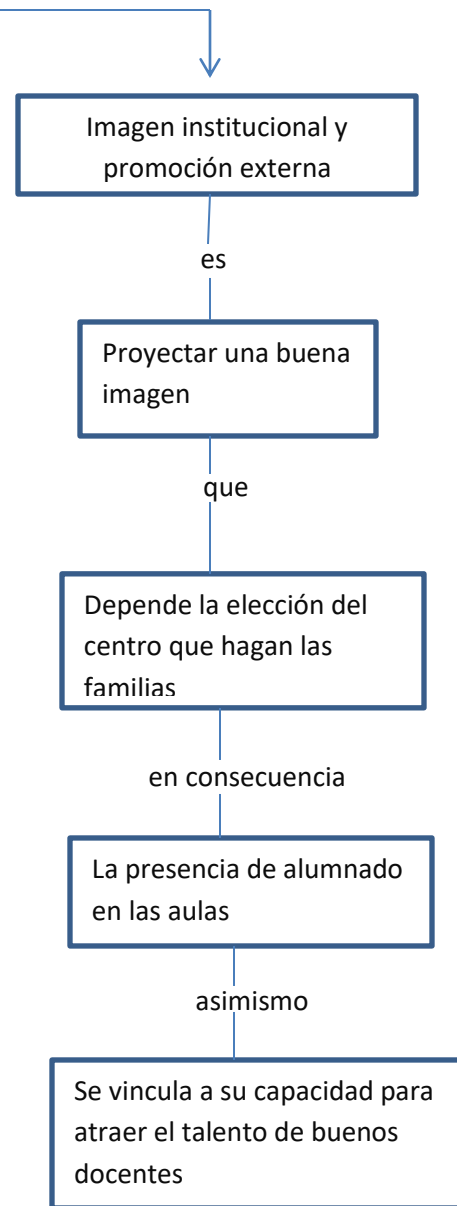 Imagen institucional y
promoción externa
es
Proyectar una buena
imagen
que
Depende la elección del
centro que hagan las
familias
en consecuencia
La presencia de alumnado
en las aulas
asimismo
Se vincula a su capacidad para
atraer el talento de buenos
docentes